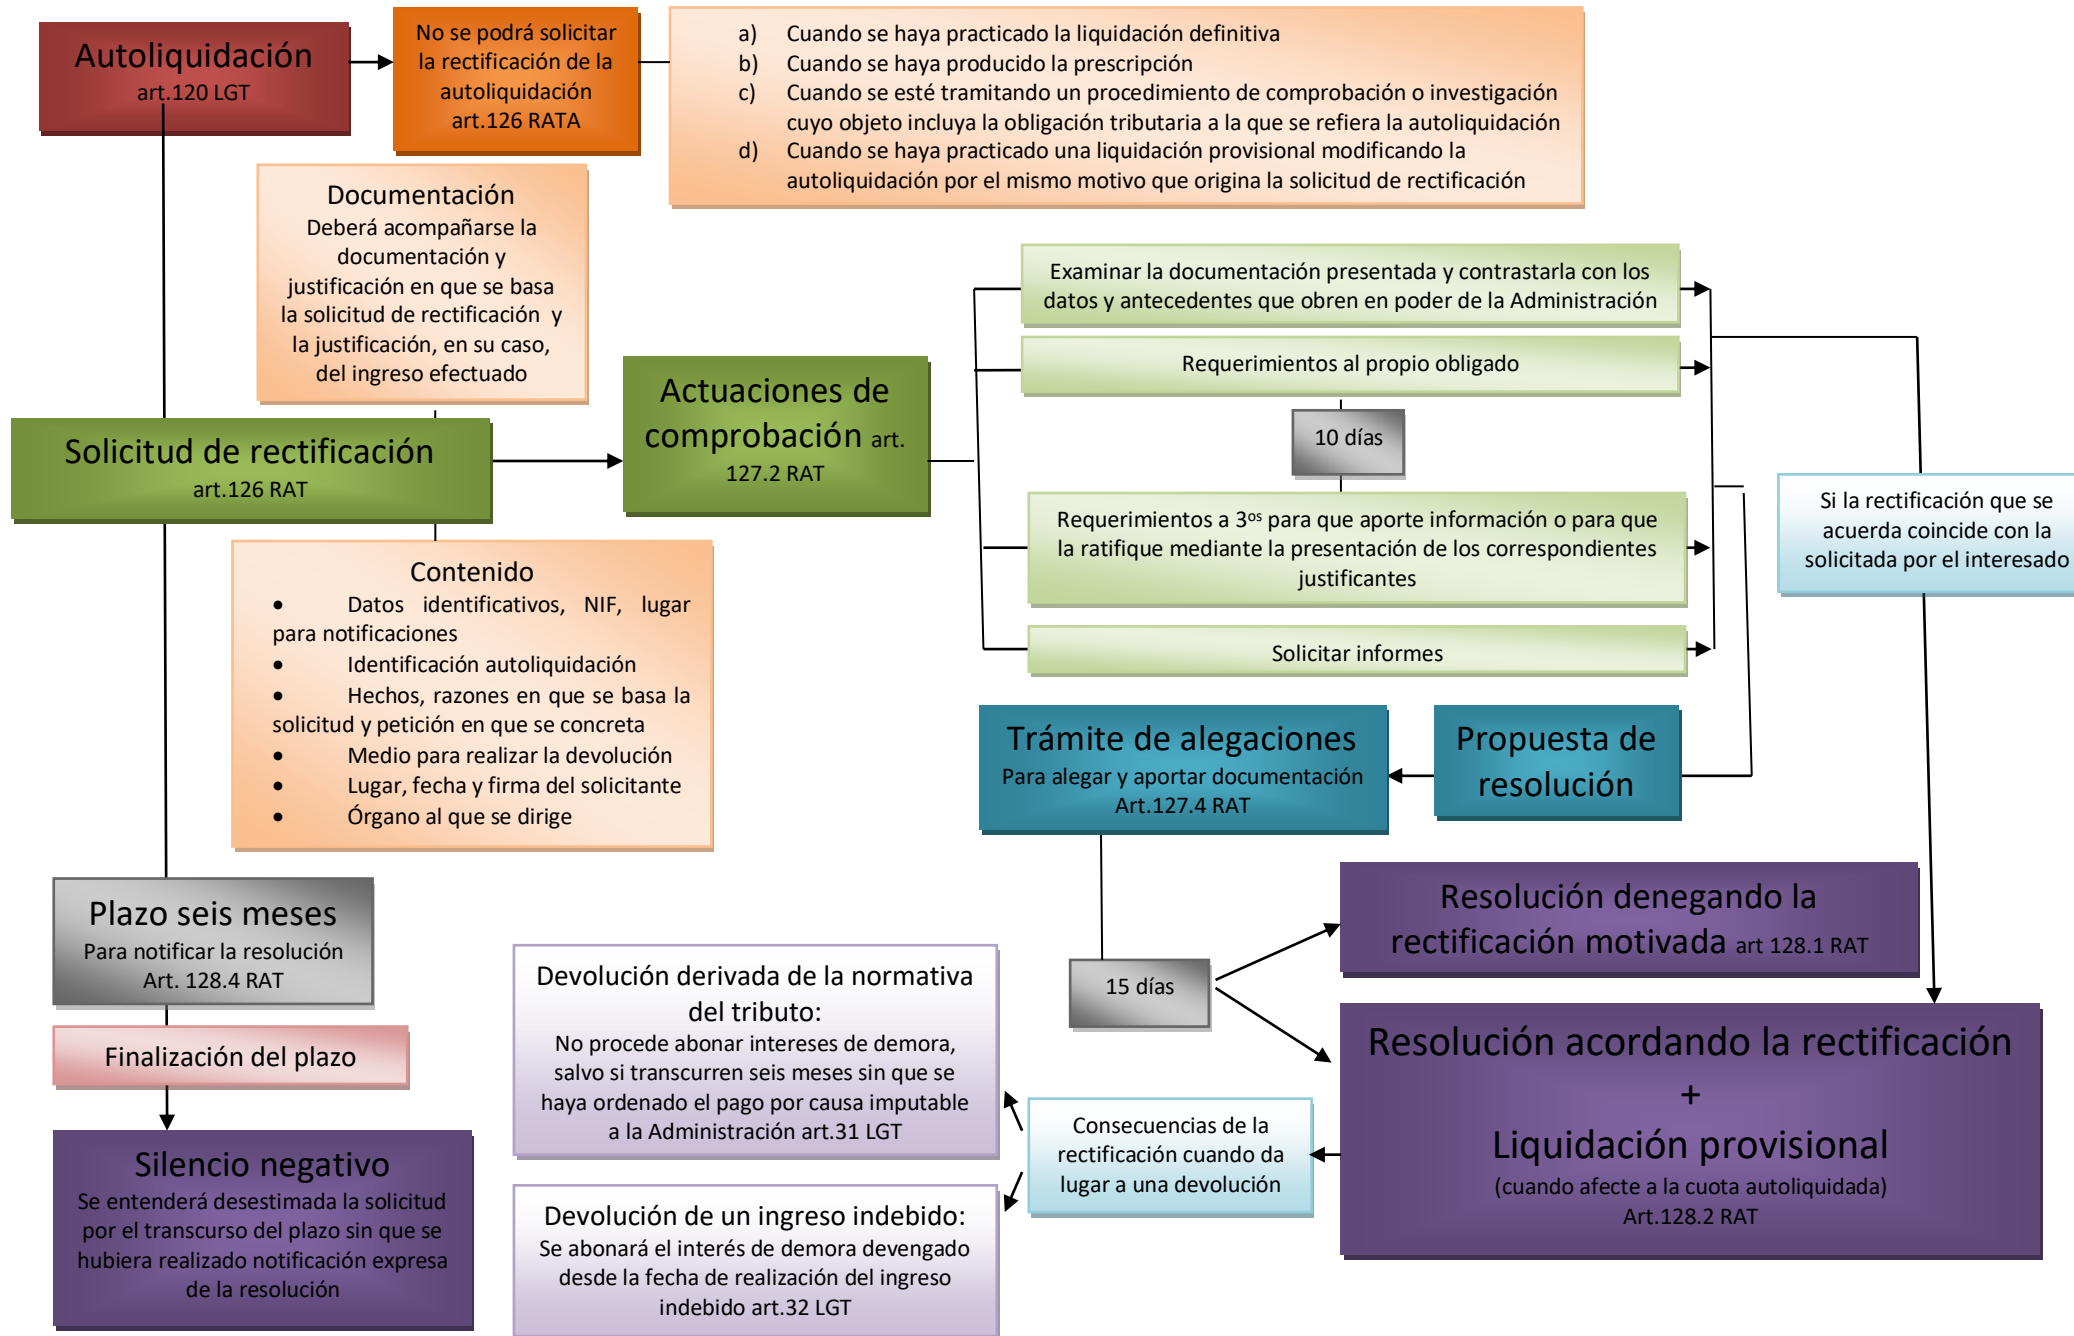 Autoliquidación
art.120 LGT
No se podrá solicitar
la rectificación de la
autoliquidación
art.126 RATA
a) Cuando se haya practicado la liquidación definitiva
b) Cuando se haya producido la prescripción
c) Cuando se esté tramitando un procedimiento de comprobación o investigación
cuyo objeto incluya la obligación tributaria a la que se refiera la autoliquidación
d) Cuando se haya practicado una liquidación provisional modificando la
autoliquidación por el mismo motivo que origina la solicitud de rectificación
Documentación
Deberá acompañarse la
documentación y
justificación en que se basa
la solicitud de rectificación y
la justificación, en su caso,
del ingreso efectuado
Solicitud de rectificación
art.126 RAT
Actuaciones de
comprobación art.
127.2 RAT
Examinar la documentación presentada y contrastarla con los
datos y antecedentes que obren en poder de la Administración
Requerimientos al propio obligado
10 días
Requerimientos a 3os para que aporte información o para que
la ratifique mediante la presentación de los correspondientes
justificantes
Solicitar informes
Si la rectificación que se
acuerda coincide con la
solicitada por el interesado
Contenido
• Datos identificativos, NIF, lugar
para notificaciones
• Identificación autoliquidación
• Hechos, razones en que se basa la
solicitud y petición en que se concreta
• Medio para realizar la devolución
• Lugar, fecha y firma del solicitante
• Órgano al que se dirige
Trámite de alegaciones
Para alegar y aportar documentación
Art.127.4 RAT
Propuesta de
resolución
Plazo seis meses
Para notificar la resolución
Art. 128.4 RAT
Finalización del plazo
Silencio negativo
Se entenderá desestimada la solicitud
por el transcurso del plazo sin que se
hubiera realizado notificación expresa
de la resolución
15 días
Resolución denegando la
rectificación motivada art 128.1 RAT
Resolución acordando la rectificación
+
Liquidación provisional
(cuando afecte a la cuota autoliquidada)
Art.128.2 RAT
Consecuencias de la
rectificación cuando da
lugar a una devolución
Devolución derivada de la normativa
del tributo:
No procede abonar intereses de demora,
salvo si transcurren seis meses sin que se
haya ordenado el pago por causa imputable
a la Administración art.31 LGT
Devolución de un ingreso indebido:
Se abonará el interés de demora devengado
desde la fecha de realización del ingreso
indebido art.32 LGT